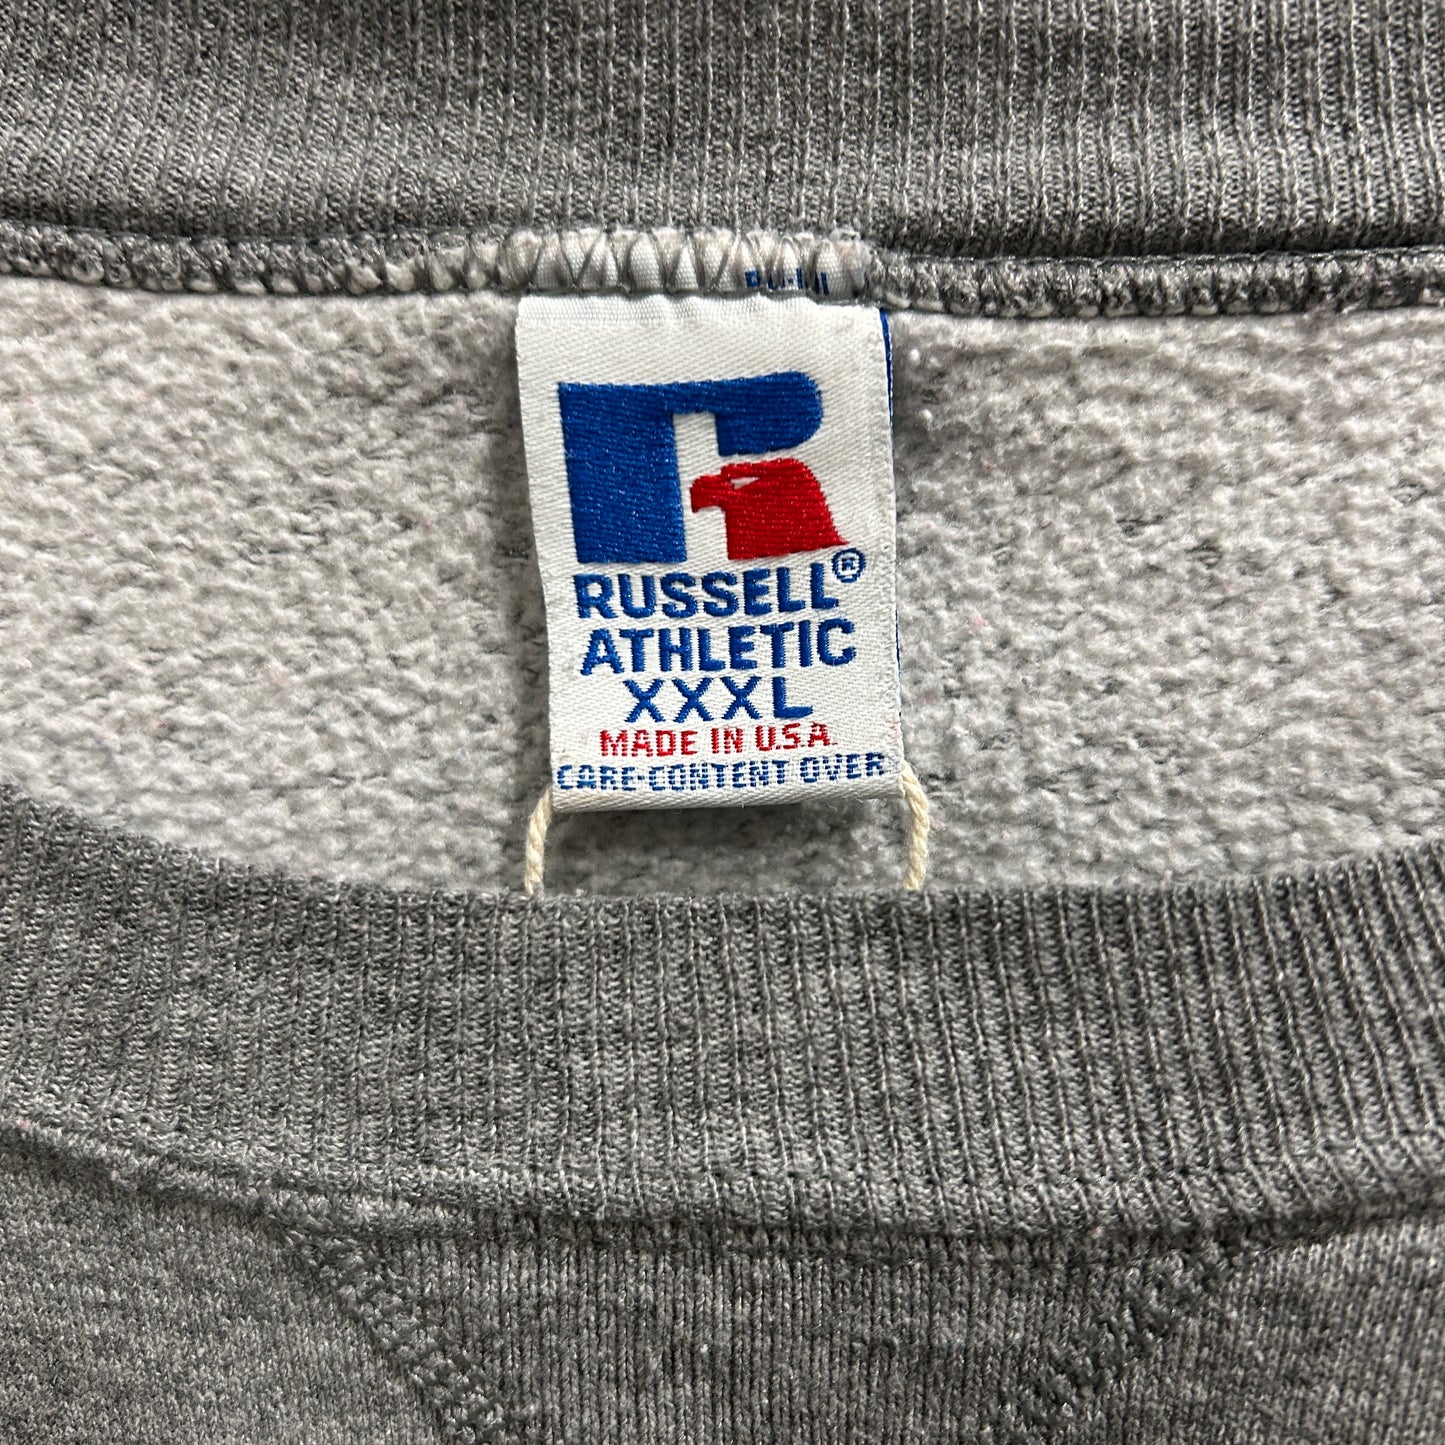 RUSSELL®
ATHLETIC
XXXL
MADE IN U.S.A.
CARE-CONTENT OVER